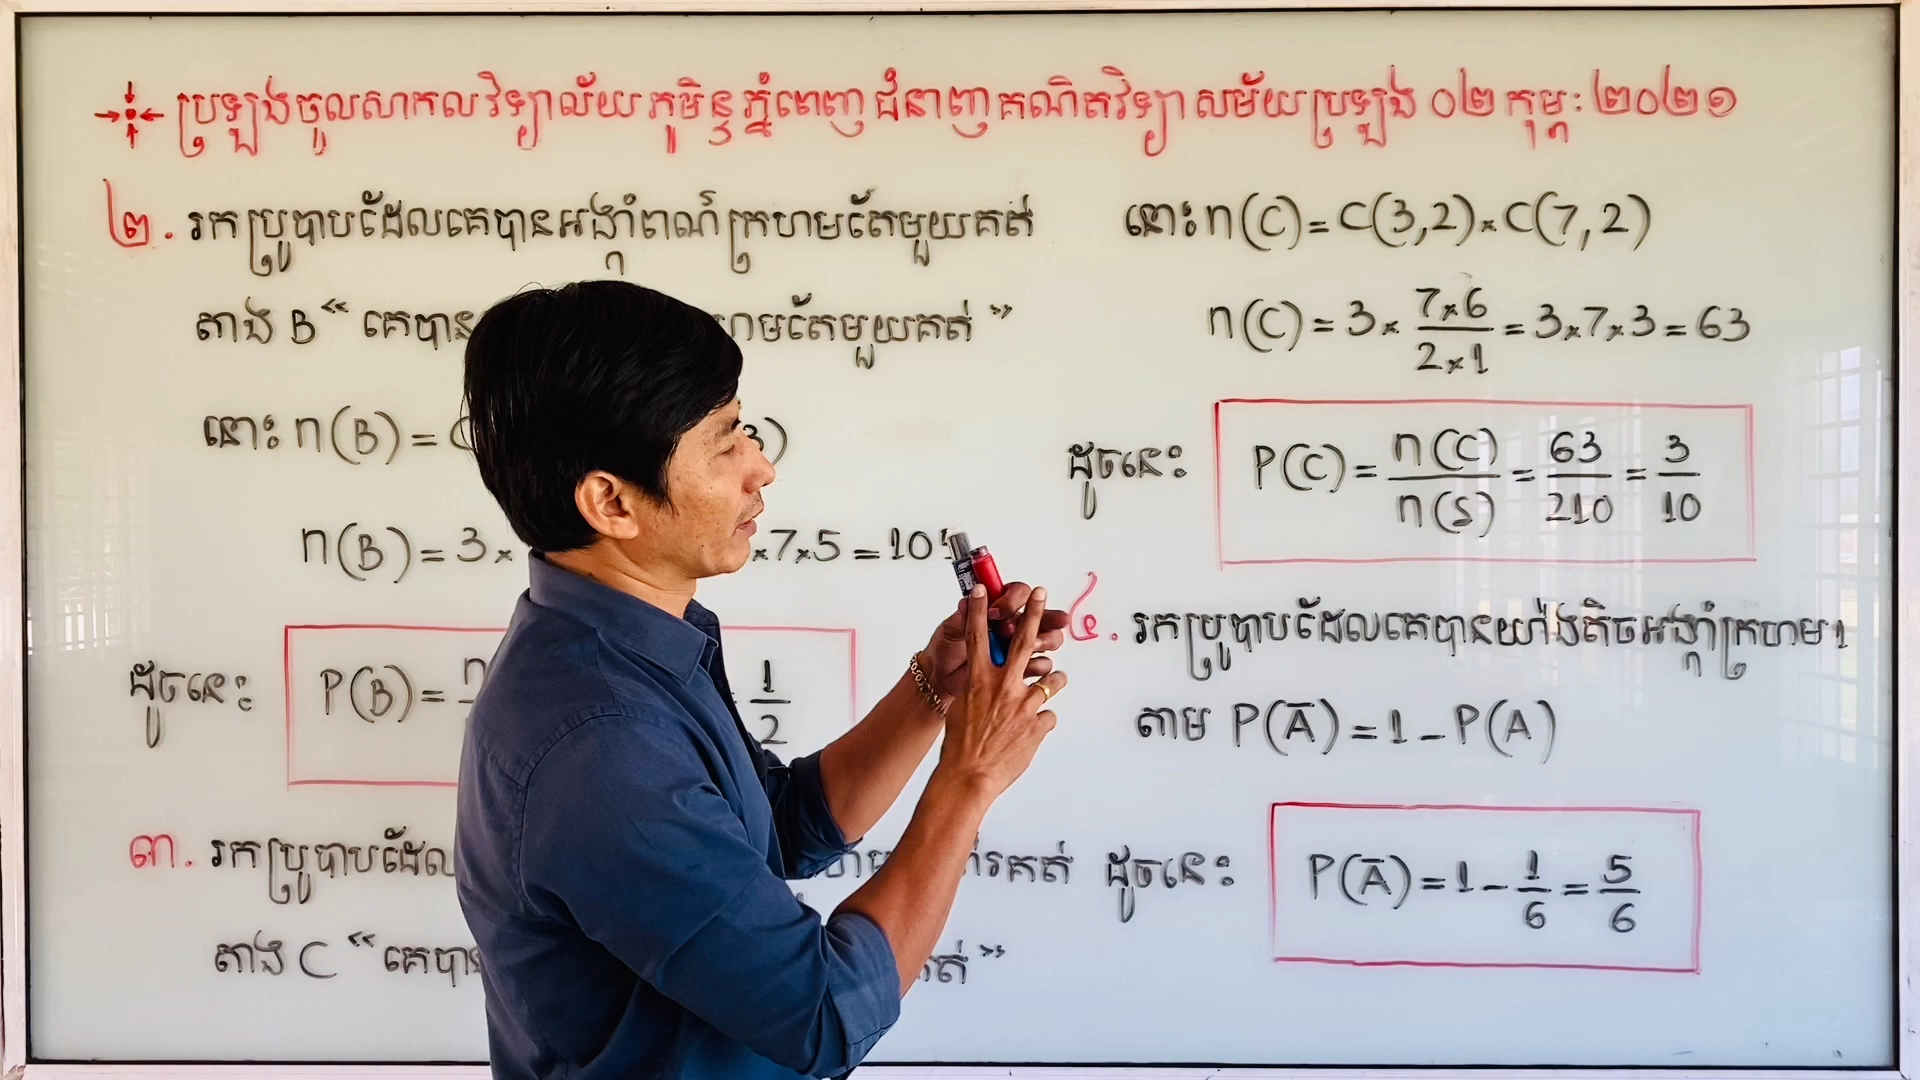 ប្រឡងចូលសាកលវិទ្យាល័យភូមិន្ទភ្នំពេញ ជំនាញគណិតវិទ្យា សម័យប្រឡង ០២ កុម្ភៈ ២០២១
២. រកប្រូបាបដែលគេបានអង្កាំពណ៌ក្រហមតែមួយគត់
តាង B “ គេបាន ហមតែមួយគត់ ”
នោះ n(B) = 3)
n(B) = 3 × × 7 × 5 = 105
ដូចនេះ P(B) = n = 1/2
៣. រកប្រូបាបដែល គត់
តាង C “ គេបាន គត់ ”
នោះ n(C) = C(3,2) × C(7,2)
n(C) = 3 × (7×6)/(2×1) = 3×7×3 = 63
ដូចនេះ P(C) = n(C)/n(S) = 63/210 = 3/10
៤. រកប្រូបាបដែលគេបានយ៉ាងតិចអង្កាំក្រហម 1
តាម P(Ā) = 1 - P(A)
ដូចនេះ P(Ā) = 1 - 1/6 = 5/6